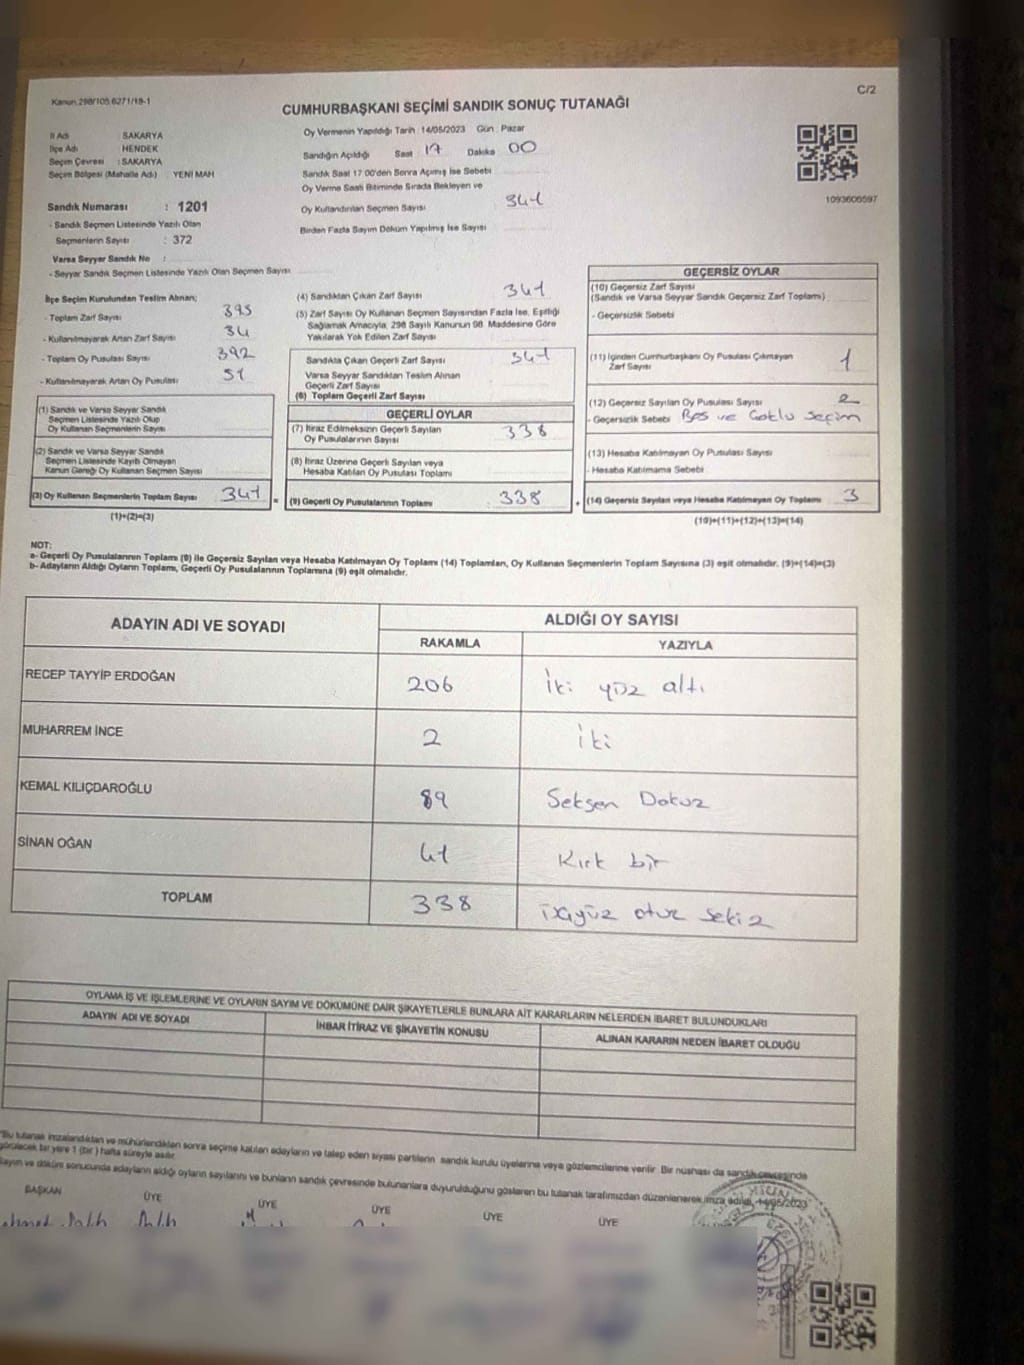 Kanun.298/105.6271/18-1
C/2
CUMHURBAŞKANI SEÇİMİ SANDIK SONUÇ TUTANAĞI
İl Adı SAKARYA
İlçe Adı HENDEK
Seçim Çevresi : SAKARYA
Seçim Bölgesi (Mahalle Adı) YENİ MAH
Sandık Numarası : 1201
- Sandık Seçmen Listesinde Yazılı Olan
Seçmenlerin Sayısı : 372
Varsa Seyyar Sandık No :
- Seyyar Sandık Seçmen Listesinde Yazılı Olan Seçmen Sayısı
Oy Vermenin Yapıldığı Tarih : 14/05/2023 Gün : Pazar
Sandığın Açıldığı Saat 17 Dakika 00
Sandık Saat 17:00'den Sonra Açılmış İse Sebebi
Oy Verme Saati Bitiminde Sırada Bekleyen ve
Oy Kullandırılan Seçmen Sayısı 341
Birden Fazla Sayım Döküm Yapılmış İse Sayısı
1093606597
İlçe Seçim Kurulundan Teslim Alınan;
- Toplam Zarf Sayısı 395
- Kullanılmayarak Artan Zarf Sayısı 34
- Toplam Oy Pusulası Sayısı 392
- Kullanılmayarak Artan Oy Pusulası 51
(1) Sandık ve Varsa Seyyar Sandık
Seçmen Listesinde Yazılı Olup
Oy Kullanan Seçmenlerin Sayısı
(2) Sandık ve Varsa Seyyar Sandık
Seçmen Listesinde Kayıtlı Olmayan
Kanun Gereği Oy Kullanan Seçmen Sayısı
(3) Oy Kullanan Seçmenlerin Toplam Sayısı 341 =
(1)+(2)=(3)
(4) Sandıktan Çıkan Zarf Sayısı 341
(5) Zarf Sayısı Oy Kullanan Seçmen Sayısından Fazla İse, Eşitliği
Sağlamak Amacıyla, 298 Sayılı Kanunun 98. Maddesine Göre
Yakılarak Yok Edilen Zarf Sayısı
Sandıkta Çıkan Geçerli Zarf Sayısı 341
Varsa Seyyar Sandıktan Teslim Alınan
Geçerli Zarf Sayısı
(6) Toplam Geçerli Zarf Sayısı
GEÇERLİ OYLAR
(7) İtiraz Edilmeksizin Geçerli Sayılan
Oy Pusulalarının Sayısı 338
(8) İtiraz Üzerine Geçerli Sayılan veya
Hesaba Katılan Oy Pusulası Toplamı
(9) Geçerli Oy Pusulalarının Toplamı 338 +
GEÇERSİZ OYLAR
(10) Geçersiz Zarf Sayısı
(Sandık ve Varsa Seyyar Sandık Geçersiz Zarf Toplamı)
- Geçersizlik Sebebi
(11) İçinden Cumhurbaşkanı Oy Pusulası Çıkmayan
Zarf Sayısı 1
(12) Geçersiz Sayılan Oy Pusulası Sayısı 2
- Geçersizlik Sebebi Boş ve Çoklu Seçim
(13) Hesaba Katılmayan Oy Pusulası Sayısı
- Hesaba Katılmama Sebebi
(14) Geçersiz Sayılan veya Hesaba Katılmayan Oy Toplamı 3
(10)+(11)+(12)+(13)=(14)
NOT:
a- Geçerli Oy Pusulalarının Toplamı (9) ile Geçersiz Sayılan veya Hesaba Katılmayan Oy Toplamı (14) Toplamları, Oy Kullanan Seçmenlerin Toplam Sayısına (3) eşit olmalıdır. (9)+(14)=(3)
b- Adayların Aldığı Oyların Toplamı, Geçerli Oy Pusulalarının Toplamına (9) eşit olmalıdır.
ADAYIN ADI VE SOYADI
ALDIĞI OY SAYISI
RAKAMLA YAZIYLA
RECEP TAYYİP ERDOĞAN 206 İki yüz altı
MUHARREM İNCE 2 İki
KEMAL KILIÇDAROĞLU 89 Seksen Dokuz
SİNAN OĞAN 41 Kırk bir
TOPLAM 338 üçyüz otuz sekiz
OYLAMA İŞ VE İŞLEMLERİNE VE OYLARIN SAYIM VE DÖKÜMÜNE DAİR ŞİKAYETLERLE BUNLARA AİT KARARLARIN NELERDEN İBARET BULUNDUKLARI
ADAYIN ADI VE SOYADI İHBAR İTİRAZ VE ŞİKAYETİN KONUSU ALINAN KARARIN NEDEN İBARET OLDUĞU
Bu tutanak imzalandıktan ve mühürlendikten sonra seçime katılan adayların ve talep eden siyasi partilerin sandık kurulu üyelerine veya gözlemcilerine verilir. Bir nüshası da sandık çevresinde
görülecek bir yere 1 (bir) hafta süreyle asılır.
Sayım ve döküm sonucunda adayların aldığı oyların sayılarını ve bunların sandık çevresinde bulunanlara duyurulduğunu gösteren bu tutanak tarafımızdan düzenlenerek imza edildi. 14/05/2023
BAŞKAN ÜYE ÜYE ÜYE ÜYE ÜYE